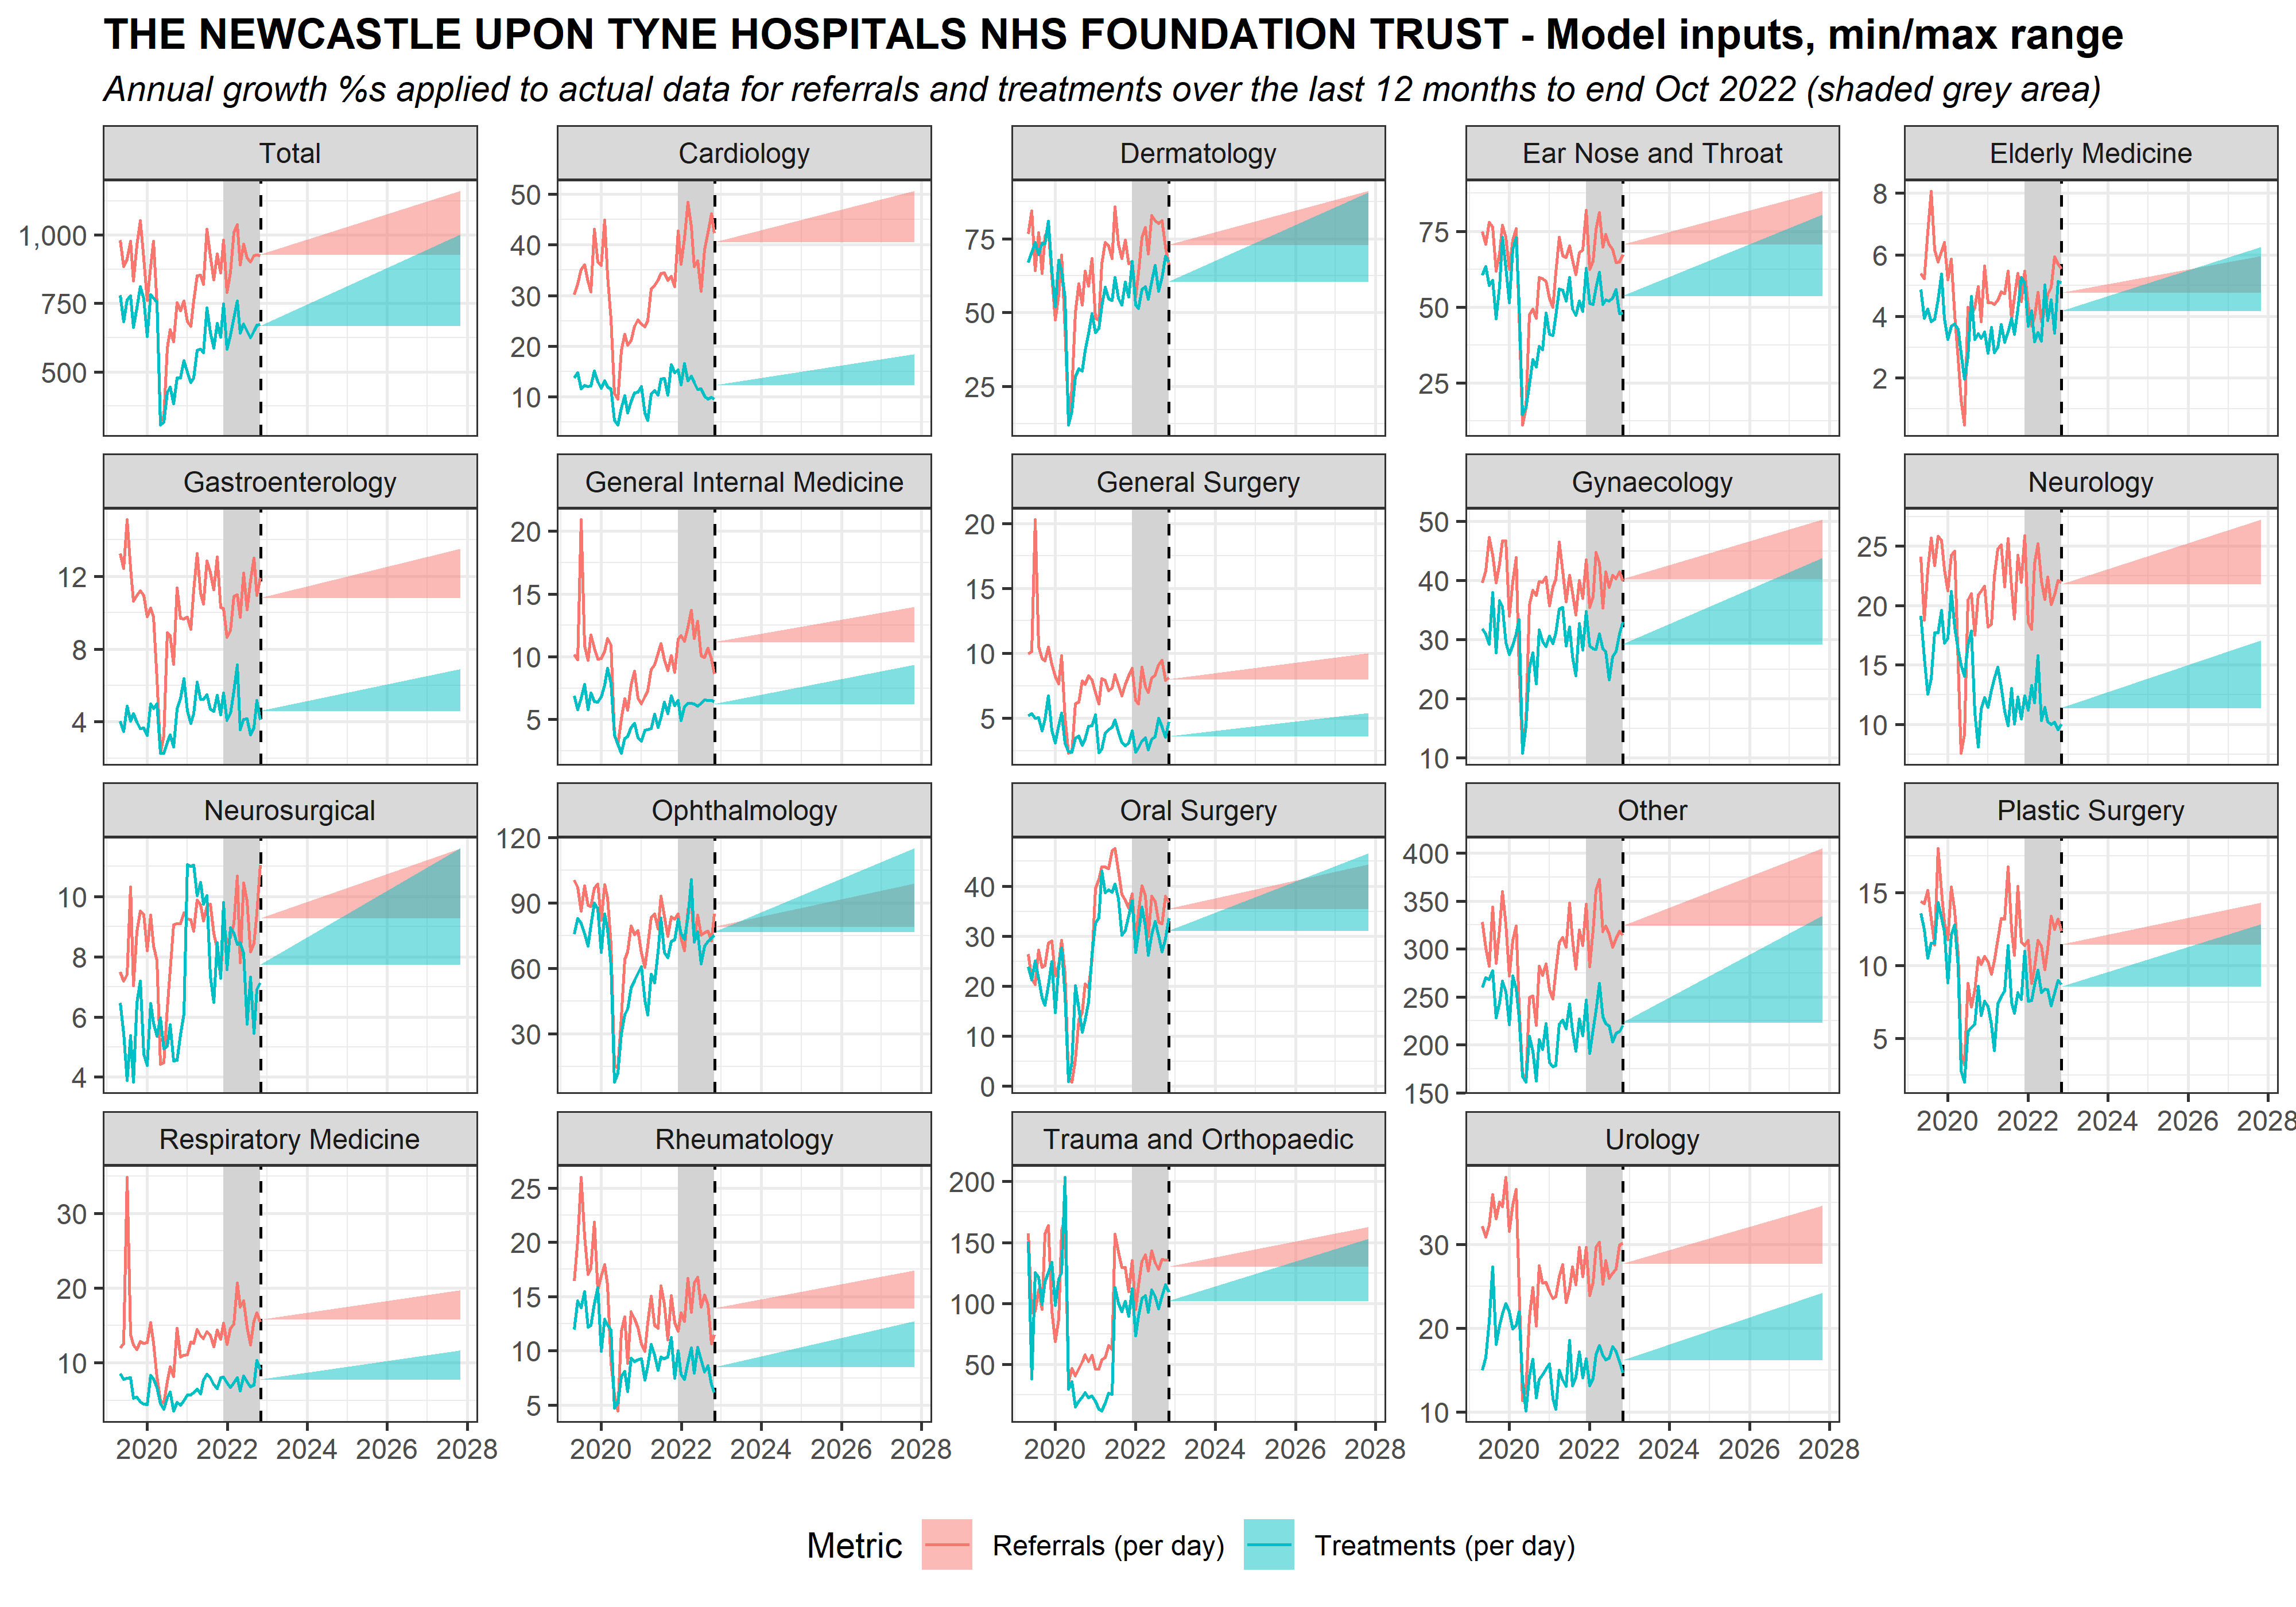 THE NEWCASTLE UPON TYNE HOSPITALS NHS FOUNDATION TRUST - Model inputs, min/max range
Annual growth %s applied to actual data for referrals and treatments over the last 12 months to end Oct 2022 (shaded grey area)
Total
1,000
750
500
Cardiology
50
40
30
20
10
Dermatology
75
50
25
Ear Nose and Throat
75
50
25
Elderly Medicine
8
6
4
2
Gastroenterology
12
8
4
General Internal Medicine
20
15
10
5
General Surgery
20
15
10
5
Gynaecology
50
40
30
20
10
Neurology
25
20
15
10
Neurosurgical
10
8
6
4
Ophthalmology
120
90
60
30
Oral Surgery
40
30
20
10
0
Other
400
350
300
250
200
150
Plastic Surgery
15
10
5
2020 2022 2024 2026 2028
Respiratory Medicine
30
20
10
2020 2022 2024 2026 2028
Rheumatology
25
20
15
10
5
2020 2022 2024 2026 2028
Trauma and Orthopaedic
200
150
100
50
2020 2022 2024 2026 2028
Urology
30
20
10
2020 2022 2024 2026 2028
Metric Referrals (per day) Treatments (per day)